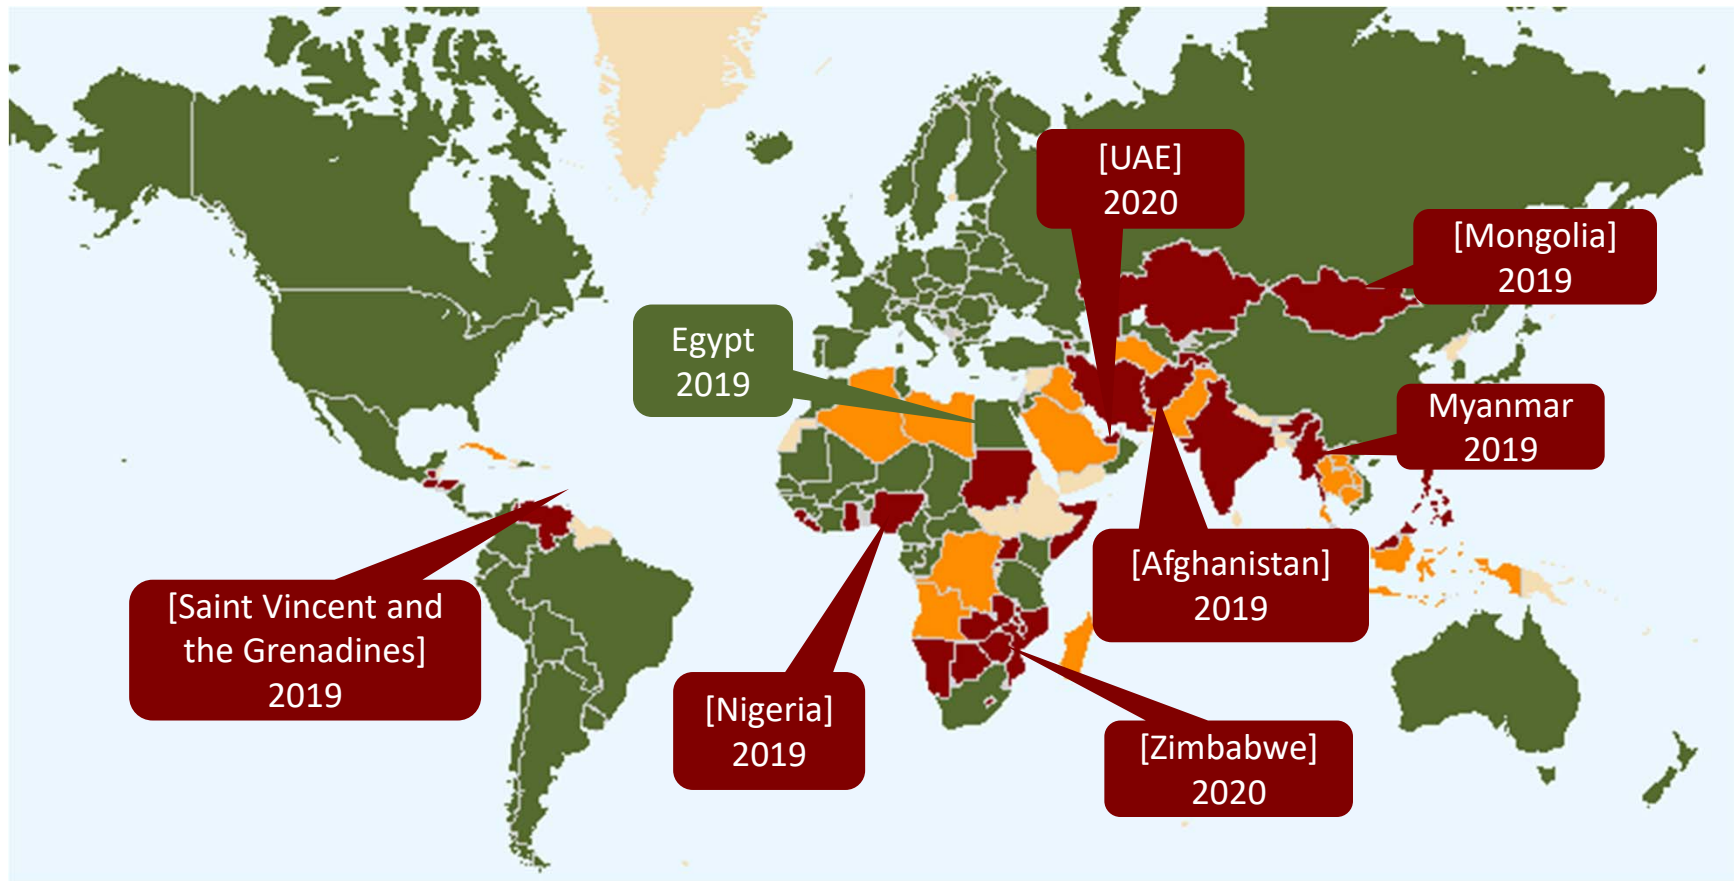 [UAE]
2020
[Mongolia]
2019
Egypt
2019
Myanmar
2019
[Afghanistan]
2019
[Saint Vincent and
the Grenadines]
2019
[Nigeria]
2019
[Zimbabwe]
2020